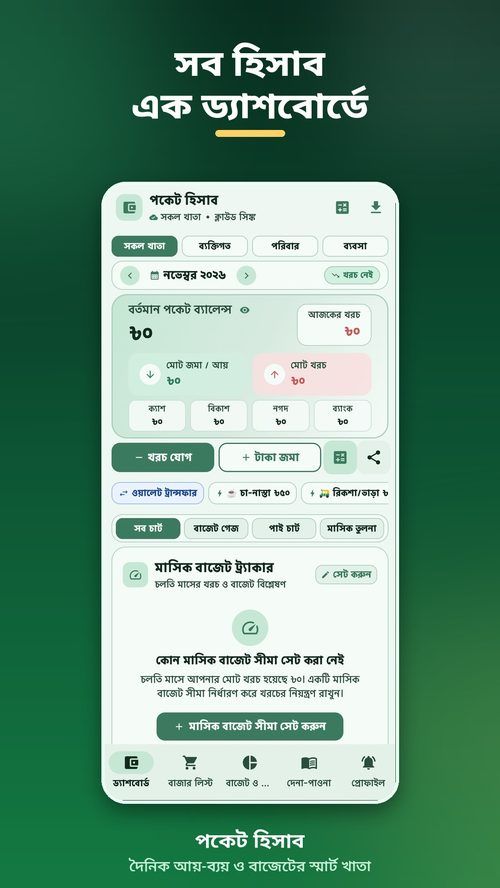 সব হিসাব
এক ড্যাশবোর্ডে
পকেট হিসাব
সকল খাতা • ক্লাউড সিঙ্ক
সকল খাতা ব্যক্তিগত পরিবার ব্যবসা
নভেম্বর ২০২৬ খরচ নেই
বর্তমান পকেট ব্যালেন্স
৳০
আজকের খরচ
৳০
মোট জমা / আয়
৳০
মোট খরচ
৳০
ক্যাশ বিকাশ নগদ ব্যাংক
৳০ ৳০ ৳০ ৳০
− খরচ যোগ + টাকা জমা
ওয়ালেট ট্রান্সফার চা-নাস্তা ৳৫০ রিকশা/ভাড়া ৳
সব চার্ট বাজেট গেজ পাই চার্ট মাসিক তুলনা
মাসিক বাজেট ট্র্যাকার
চলতি মাসের খরচ ও বাজেট বিশ্লেষণ
সেট করুন
কোন মাসিক বাজেট সীমা সেট করা নেই
চলতি মাসে আপনার মোট খরচ হয়েছে ৳০। একটি মাসিক
বাজেট সীমা নির্ধারণ করে খরচের নিয়ন্ত্রণ রাখুন।
+ মাসিক বাজেট সীমা সেট করুন
ড্যাশবোর্ড বাজার লিস্ট বাজেট ও ... দেনা-পাওনা প্রোফাইল
পকেট হিসাব
দৈনিক আয়-ব্যয় ও বাজেটের স্মার্ট খাতা